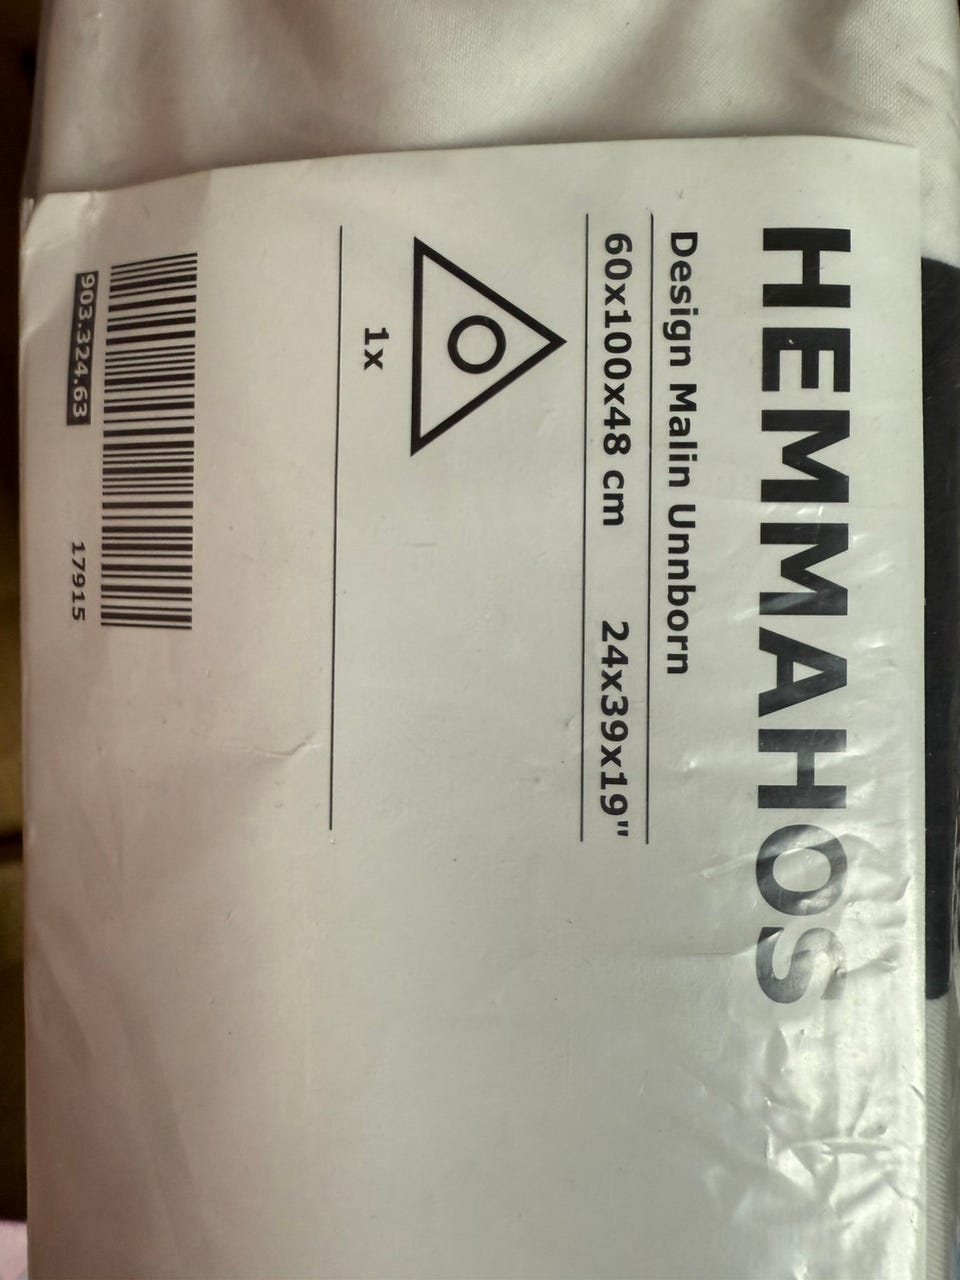 HEMMAHOS
Design Malin Unnborn
60x100x48 cm 24x39x19"
1x
903.324.63 17915